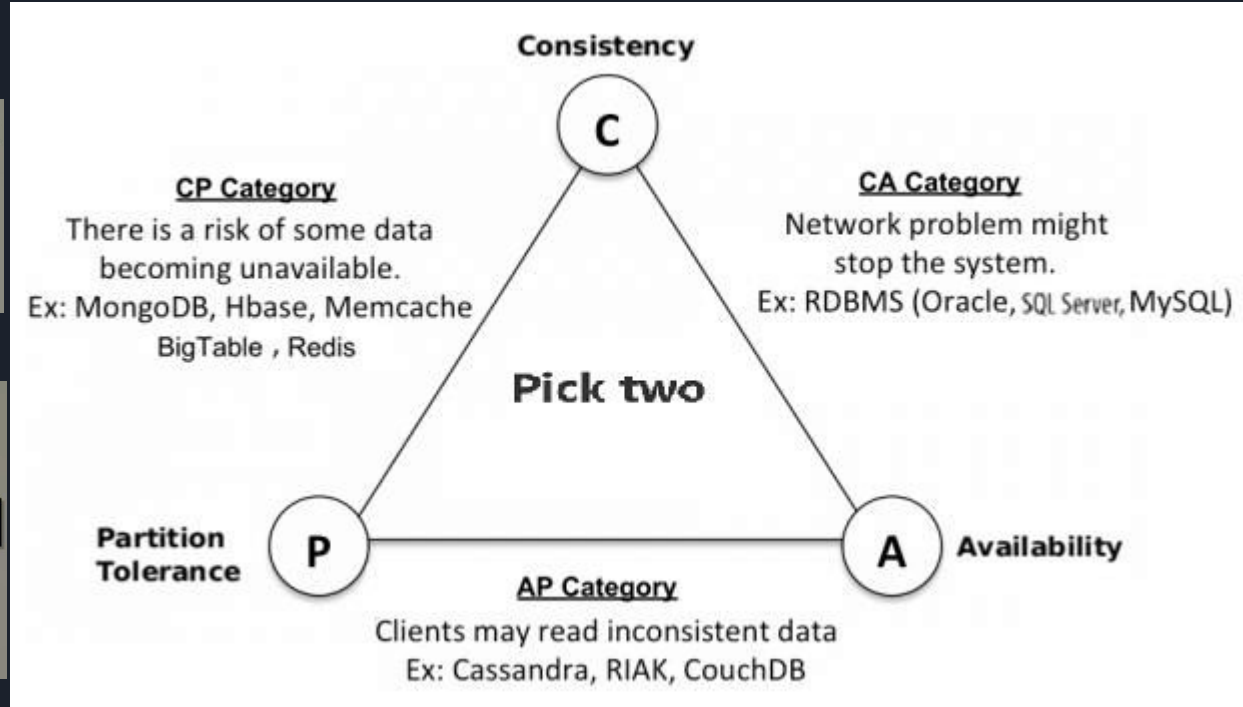 Consistency
C
CP Category
There is a risk of some data
becoming unavailable.
Ex: MongoDB, Hbase, Memcache
BigTable , Redis
CA Category
Network problem might
stop the system.
Ex: RDBMS (Oracle, SQL Server, MySQL)
Pick two
Partition
Tolerance
P
A
Availability
AP Category
Clients may read inconsistent data
Ex: Cassandra, RIAK, CouchDB